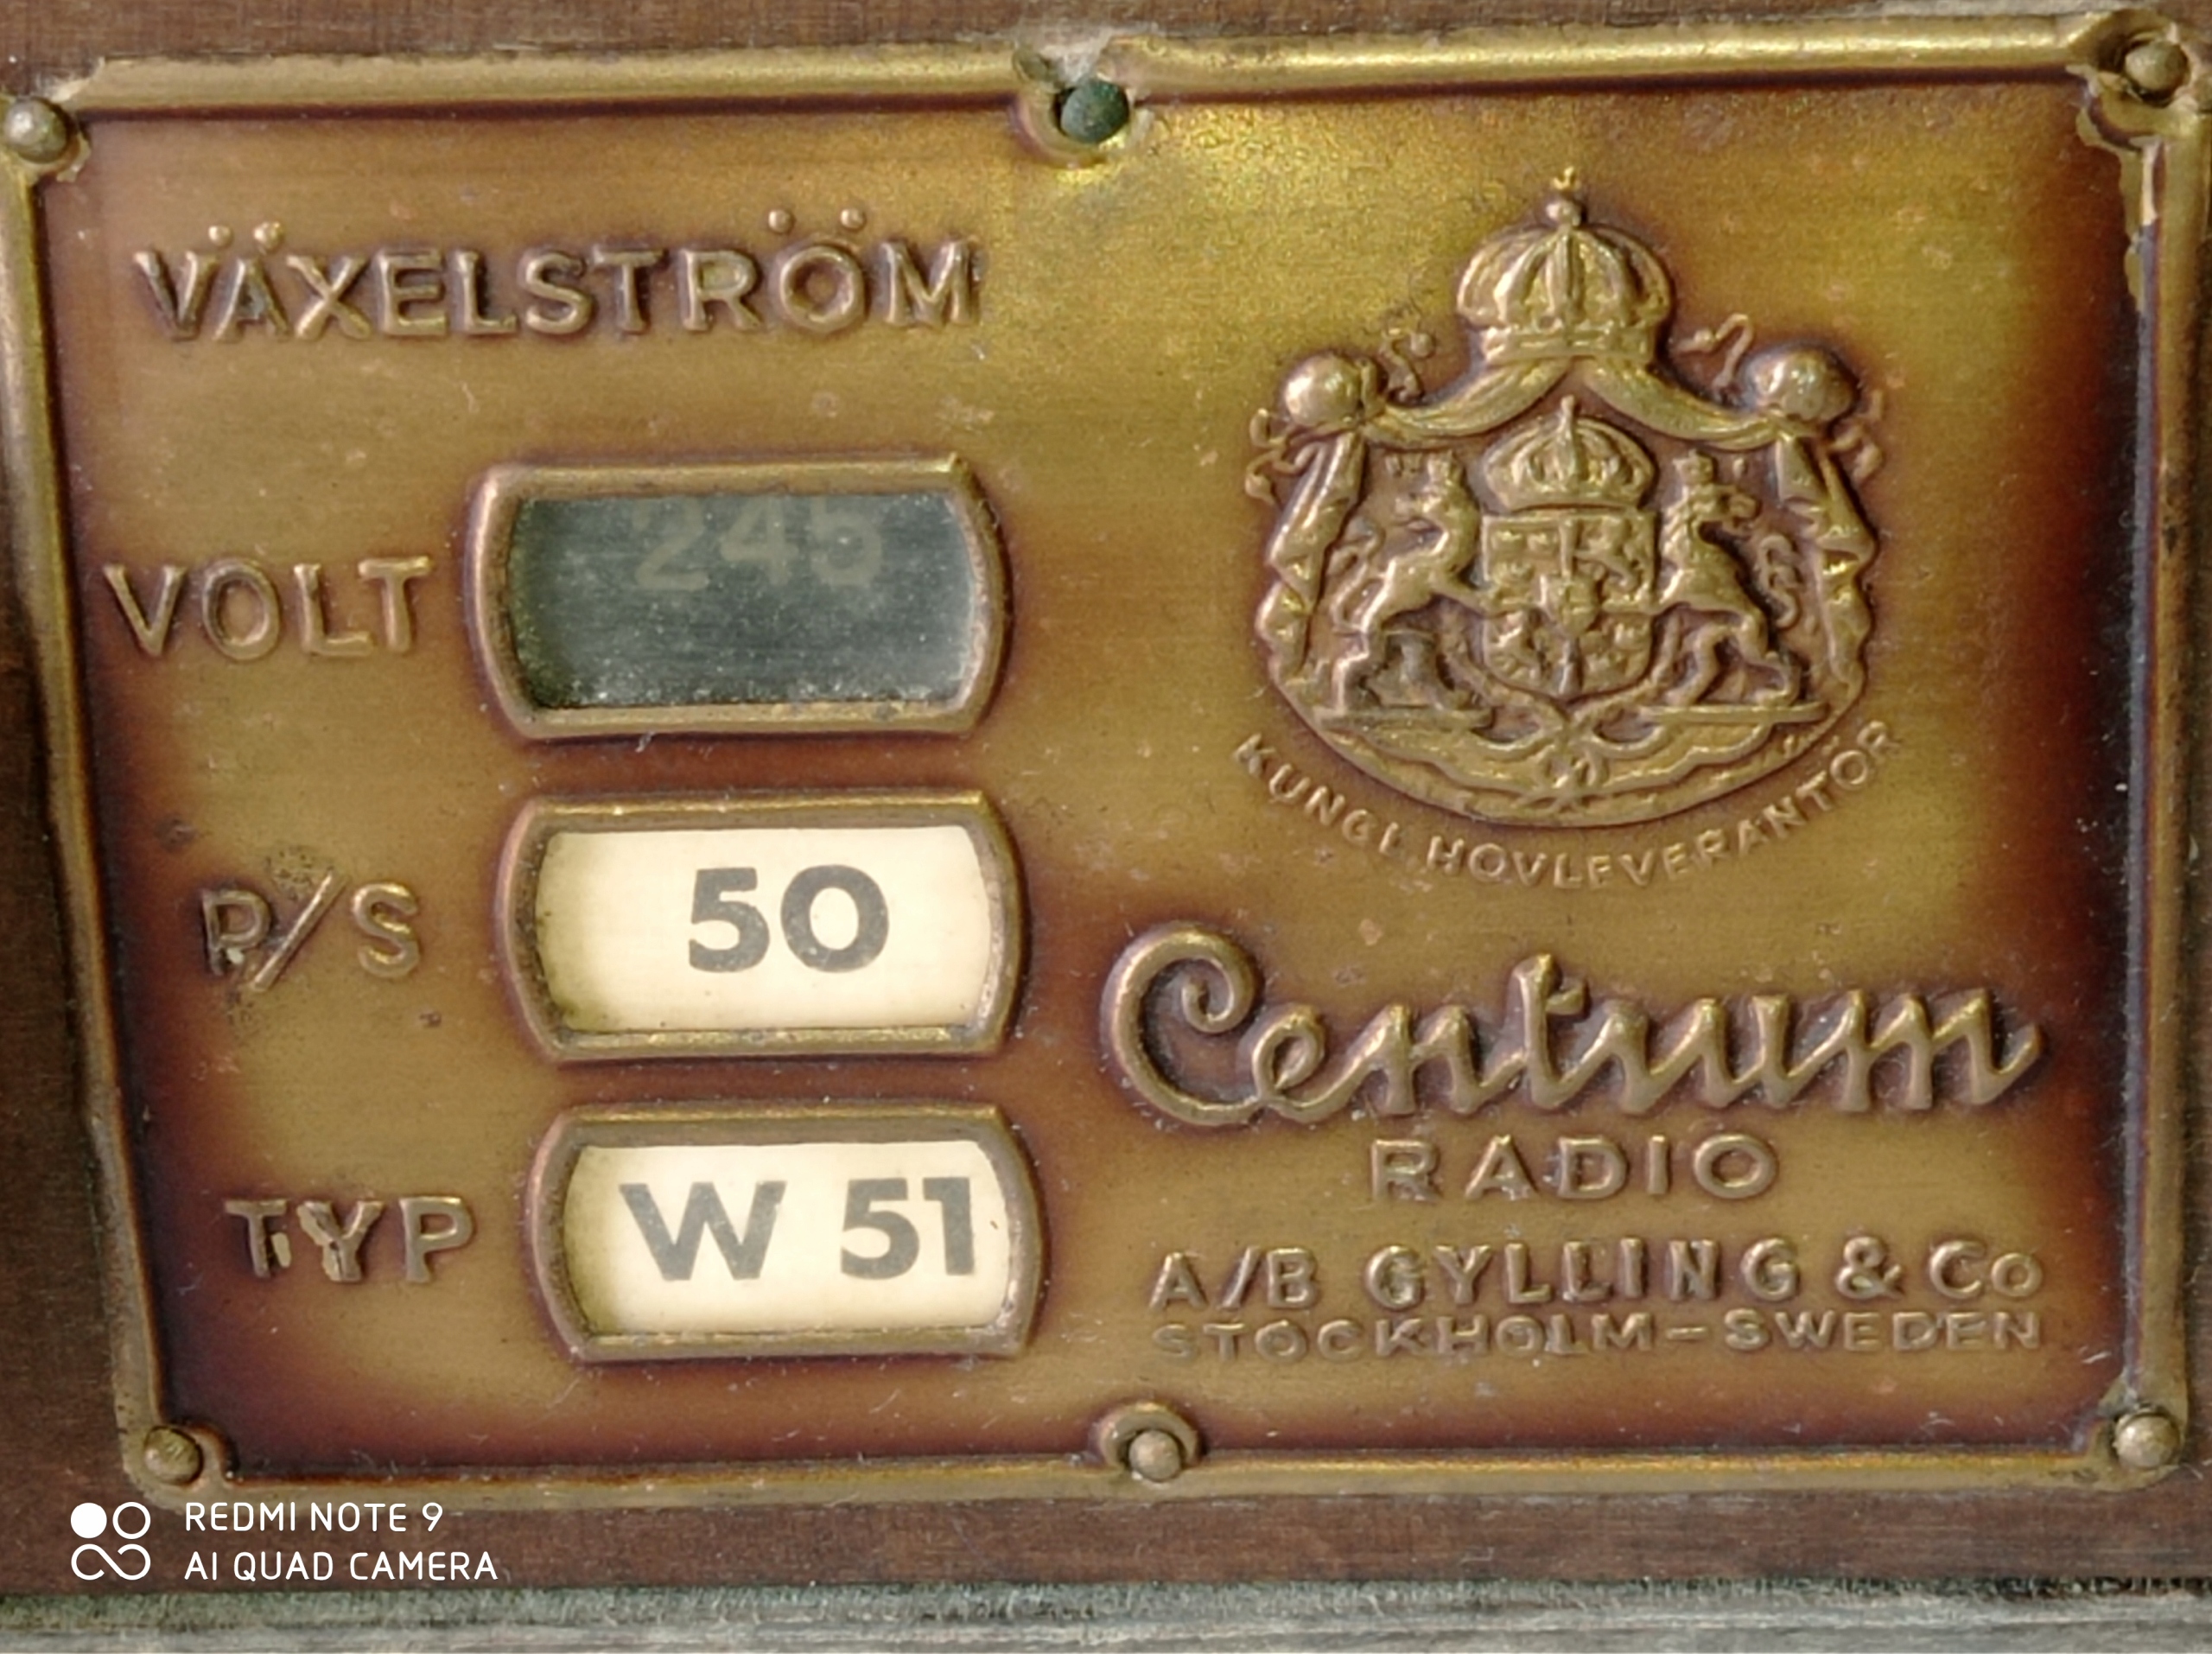 VÄXELSTRÖM
VOLT 245
P/S 50
TYP W 51
KUNGL. HOVLEVERANTÖR
Centrum
RADIO
A/B GYLLING & Co
STOCKHOLM-SWEDEN
REDMI NOTE 9
AI QUAD CAMERA